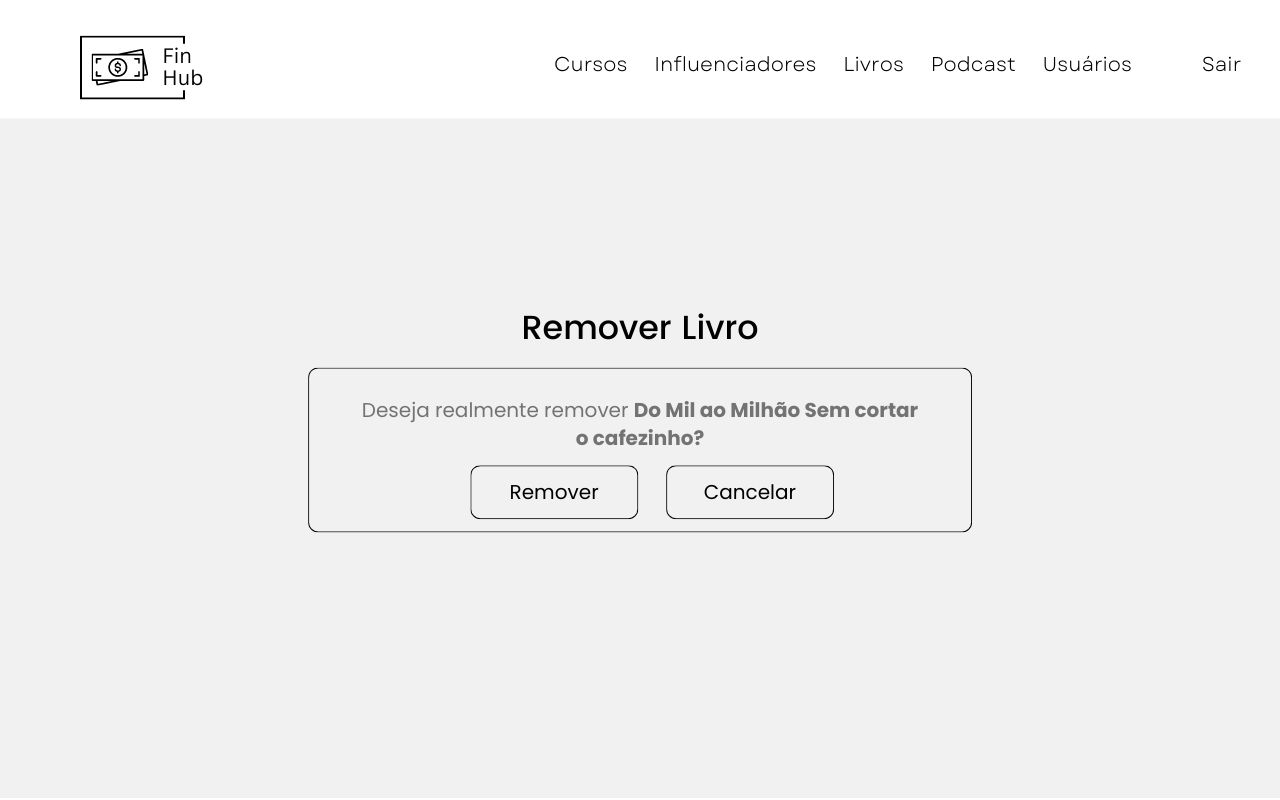 Fin
Hub
Cursos Influenciadores Livros Podcast Usuários Sair
Remover Livro
Deseja realmente remover Do Mil ao Milhão Sem cortar
o cafezinho?
Remover Cancelar